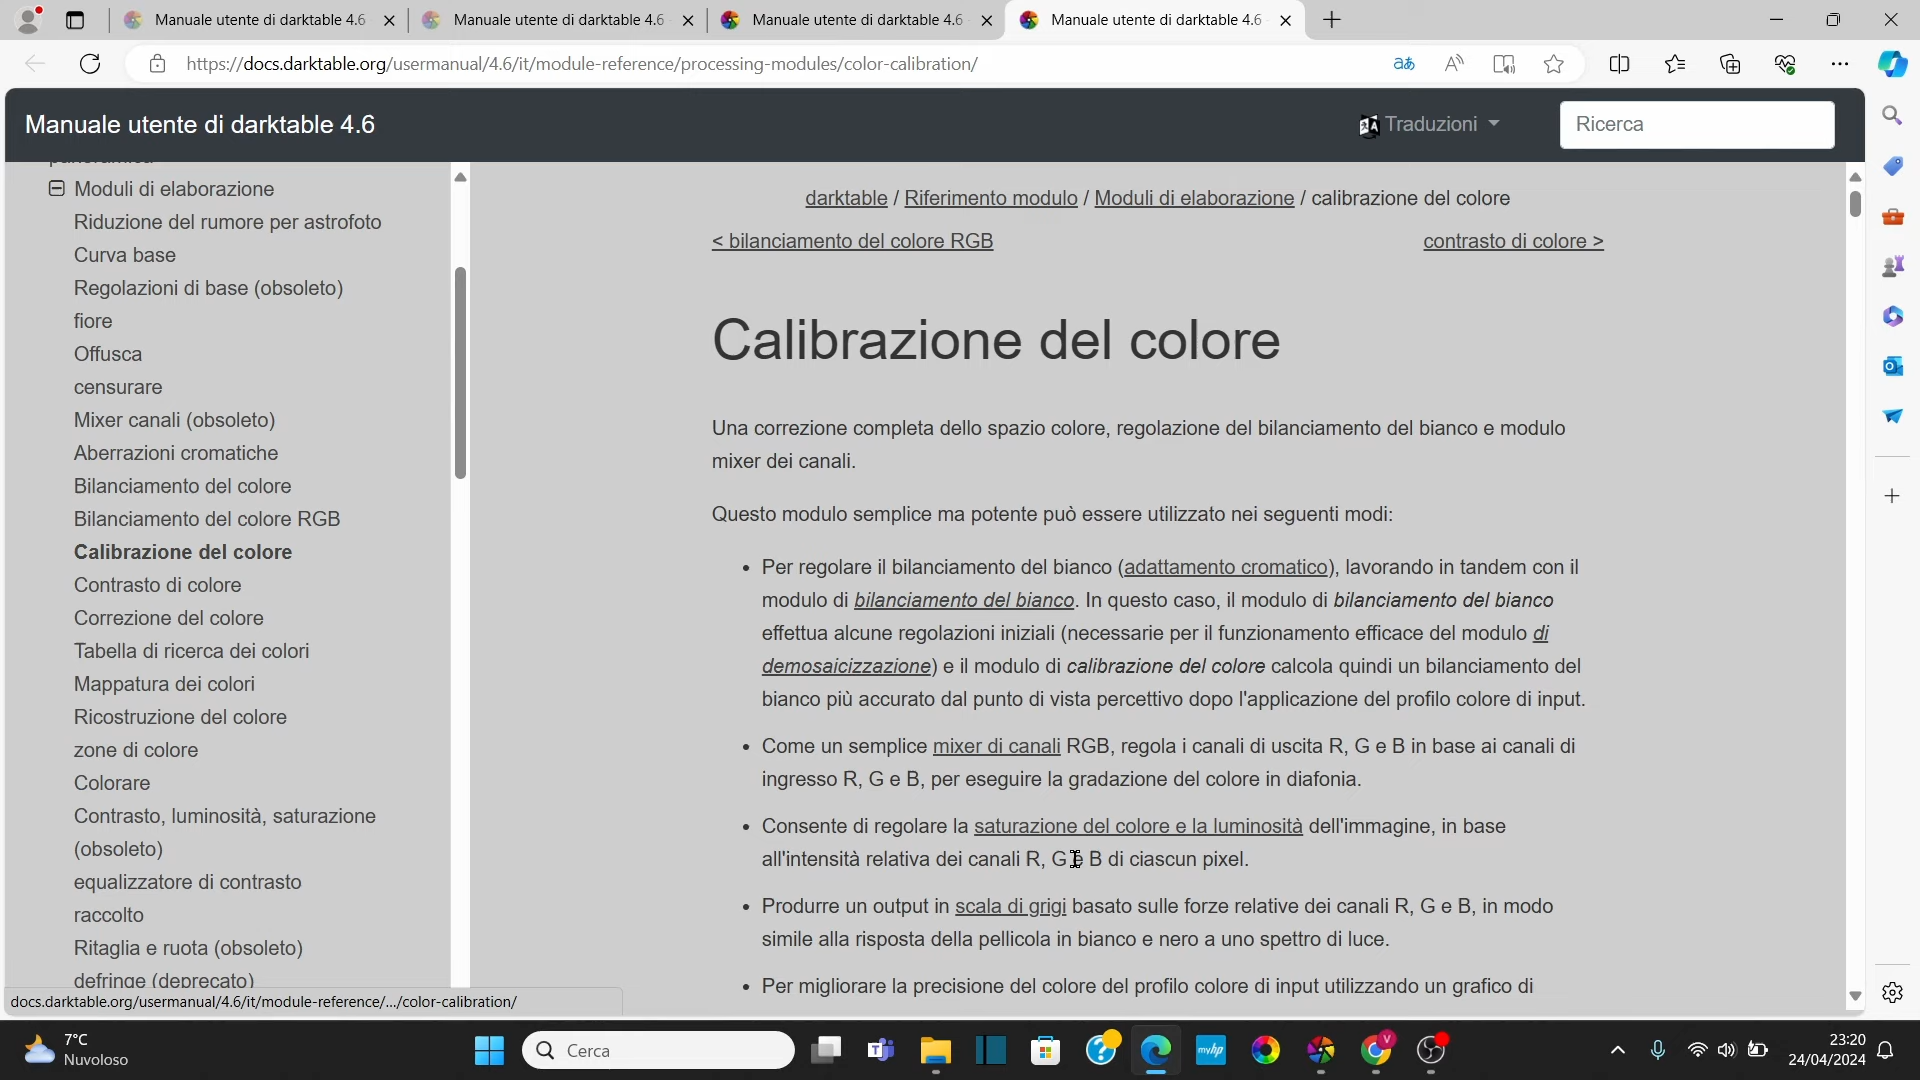 Manuale utente di darktable 4.6
Manuale utente di darktable 4.6
Manuale utente di darktable 4.6
Manuale utente di darktable 4.6
https://docs.darktable.org/usermanual/4.6/it/module-reference/processing-modules/color-calibration/
aあ
Manuale utente di darktable 4.6
Traduzioni
Ricerca
Moduli di elaborazione
Riduzione del rumore per astrofoto
Curva base
Regolazioni di base (obsoleto)
fiore
Offusca
censurare
Mixer canali (obsoleto)
Aberrazioni cromatiche
Bilanciamento del colore
Bilanciamento del colore RGB
Calibrazione del colore
Contrasto di colore
Correzione del colore
Tabella di ricerca dei colori
Mappatura dei colori
Ricostruzione del colore
zone di colore
Colorare
Contrasto, luminosità, saturazione
(obsoleto)
equalizzatore di contrasto
raccolto
Ritaglia e ruota (obsoleto)
defringe (deprecato)
docs.darktable.org/usermanual/4.6/it/module-reference/.../color-calibration/
darktable / Riferimento modulo / Moduli di elaborazione / calibrazione del colore
< bilanciamento del colore RGB
contrasto di colore >
Calibrazione del colore
Una correzione completa dello spazio colore, regolazione del bilanciamento del bianco e modulo
mixer dei canali.
Questo modulo semplice ma potente può essere utilizzato nei seguenti modi:
• Per regolare il bilanciamento del bianco (adattamento cromatico), lavorando in tandem con il
modulo di bilanciamento del bianco. In questo caso, il modulo di bilanciamento del bianco
effettua alcune regolazioni iniziali (necessarie per il funzionamento efficace del modulo di
demosaicizzazione) e il modulo di calibrazione del colore calcola quindi un bilanciamento del
bianco più accurato dal punto di vista percettivo dopo l'applicazione del profilo colore di input.
• Come un semplice mixer di canali RGB, regola i canali di uscita R, G e B in base ai canali di
ingresso R, G e B, per eseguire la gradazione del colore in diafonia.
• Consente di regolare la saturazione del colore e la luminosità dell'immagine, in base
all'intensità relativa dei canali R, G e B di ciascun pixel.
• Produrre un output in scala di grigi basato sulle forze relative dei canali R, G e B, in modo
simile alla risposta della pellicola in bianco e nero a uno spettro di luce.
• Per migliorare la precisione del colore del profilo colore di input utilizzando un grafico di
7°C
Nuvoloso
Cerca
myhp
V
23:20
24/04/2024